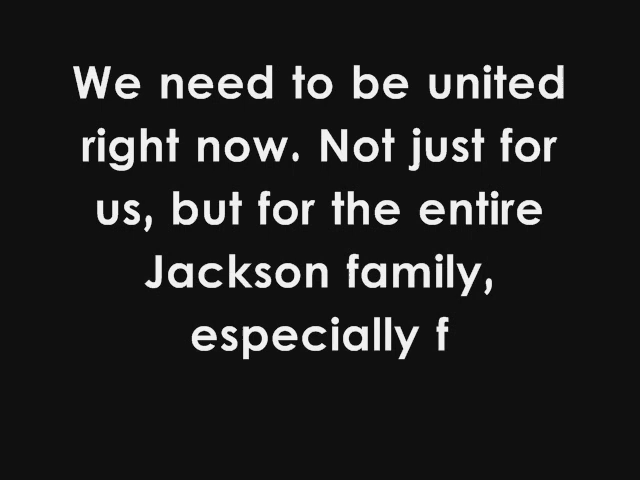 We need to be united
right now. Not just for
us, but for the entire
Jackson family,
especially f